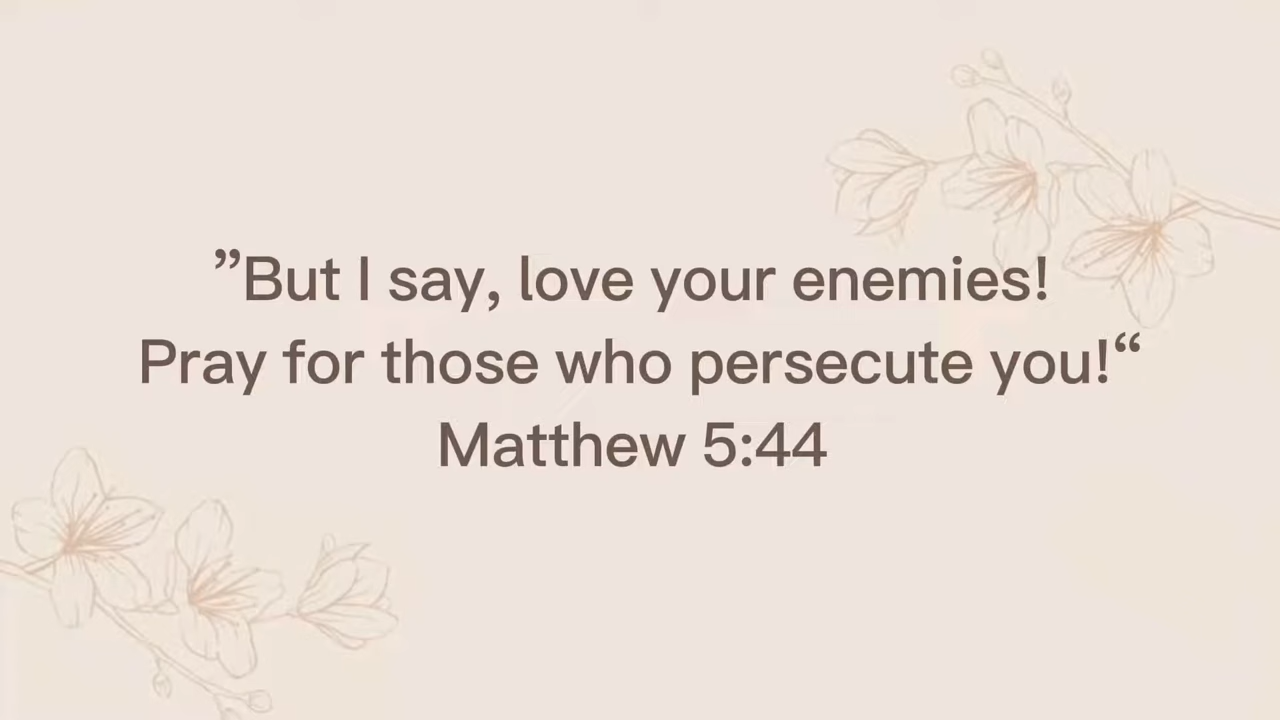 ”But I say, love your enemies!
Pray for those who persecute you!“
Matthew 5:44